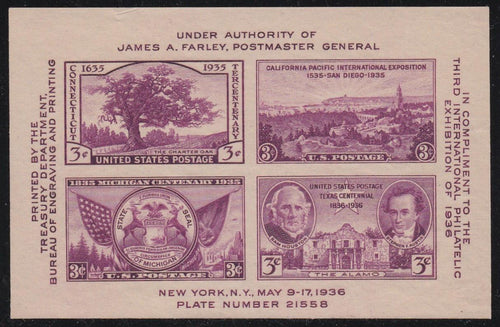 UNDER AUTHORITY OF
JAMES A. FARLEY, POSTMASTER GENERAL
PRINTED BY THE
TREASURY DEPARTMENT,
BUREAU OF ENGRAVING AND PRINTING
1635 1935
CONNECTICUT
TERCENTENARY
THE CHARTER OAK
3¢ 3¢
UNITED STATES POSTAGE
CALIFORNIA PACIFIC INTERNATIONAL EXPOSITION
1535-SAN DIEGO-1935
3¢ 3¢
U.S. POSTAGE
1835 MICHIGAN CENTENARY 1935
STATE SEAL
OF MICHIGAN
3¢ 3¢
U.S. POSTAGE
UNITED STATES POSTAGE
TEXAS CENTENNIAL
1836-1936
SAM HOUSTON
3¢ 3¢
THE ALAMO
IN COMPLIMENT TO THE
THIRD INTERNATIONAL PHILATELIC
EXHIBITION OF 1936
NEW YORK, N.Y., MAY 9-17, 1936
PLATE NUMBER 21558